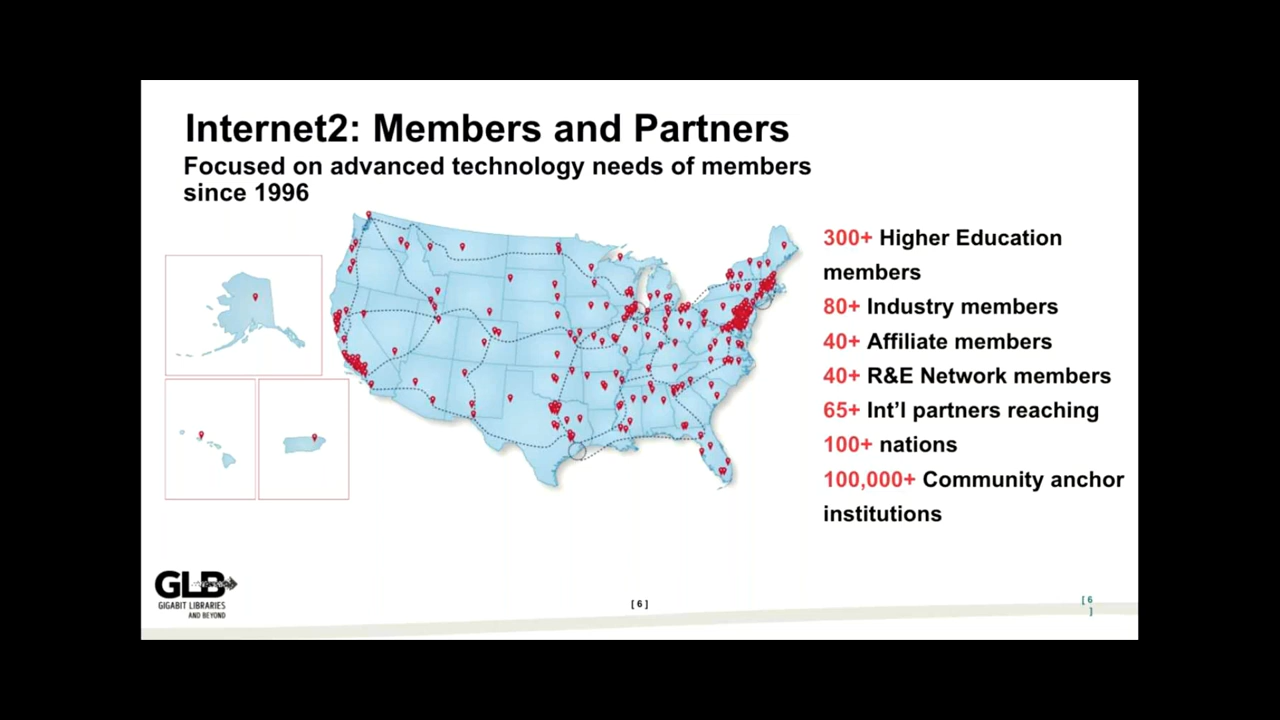 Internet2: Members and Partners
Focused on advanced technology needs of members
since 1996
300+ Higher Education
members
80+ Industry members
40+ Affiliate members
40+ R&E Network members
65+ Int'l partners reaching
100+ nations
100,000+ Community anchor
institutions
GLB
GIGABIT LIBRARIES
AND BEYOND
[ 6 ]
[ 6
]